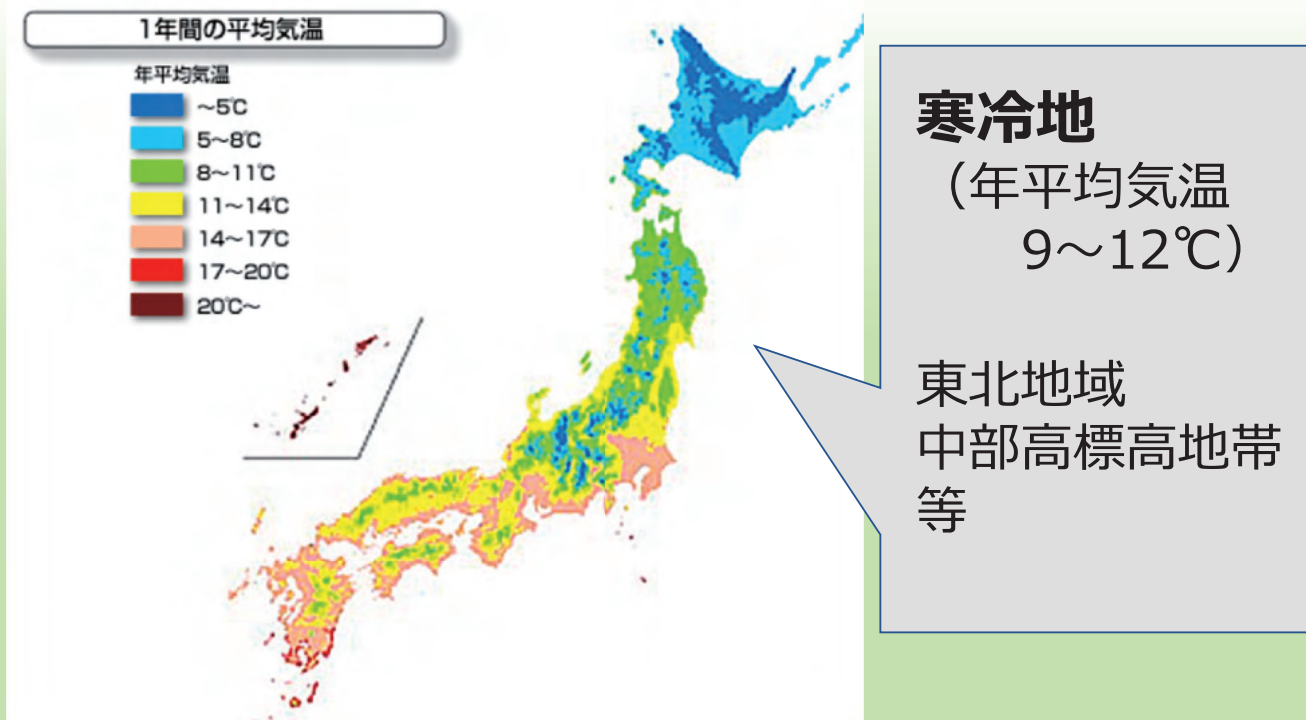 1年間の平均気温
年平均気温
～5℃
5～8℃
8～11℃
11～14℃
14～17℃
17～20℃
20℃～
寒冷地
（年平均気温
9～12℃）
東北地域
中部高標高地帯
等